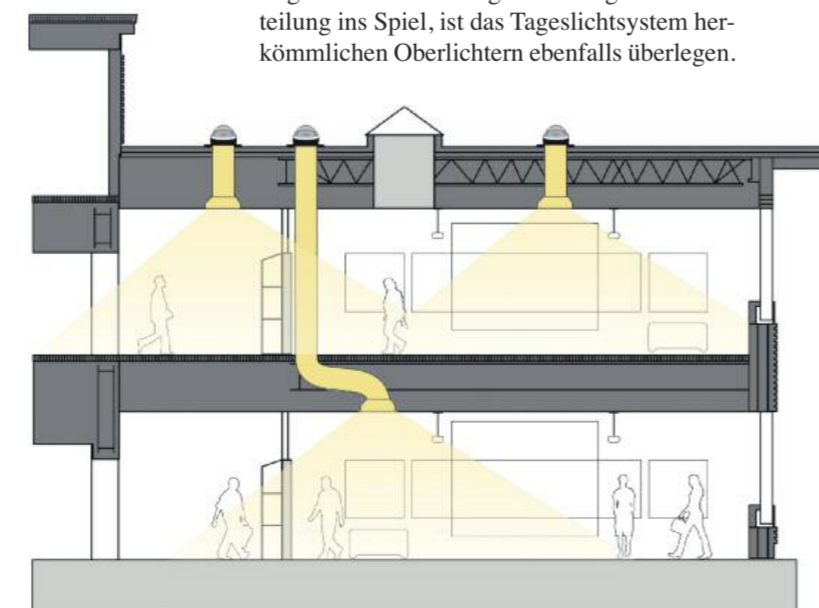 teilung ins Spiel, ist das Tageslichtsystem her-
kömmlichen Oberlichtern ebenfalls überlegen.